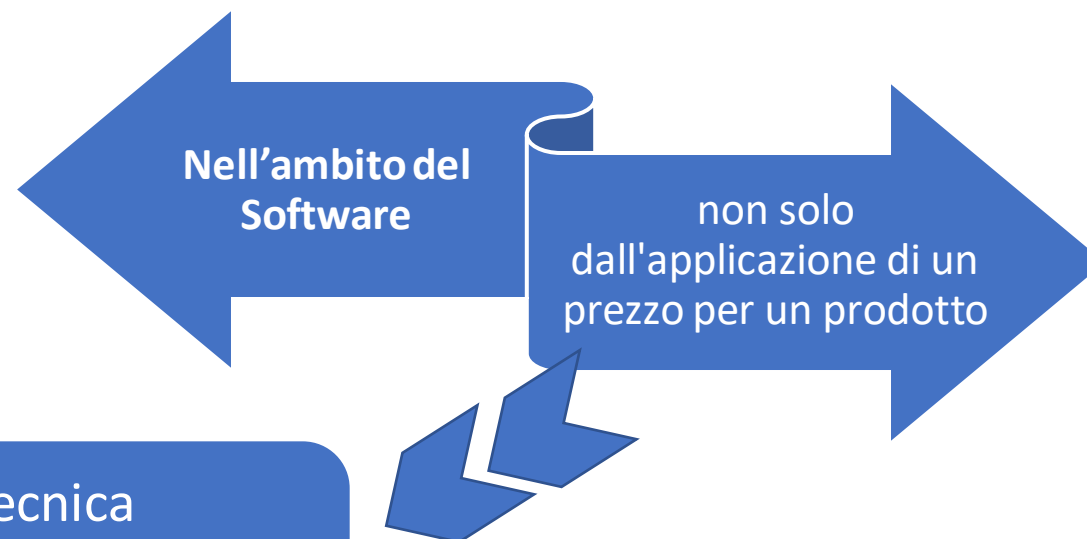 Nell’ambito del
Software
non solo
dall'applicazione di un
prezzo per un prodotto
ecnica